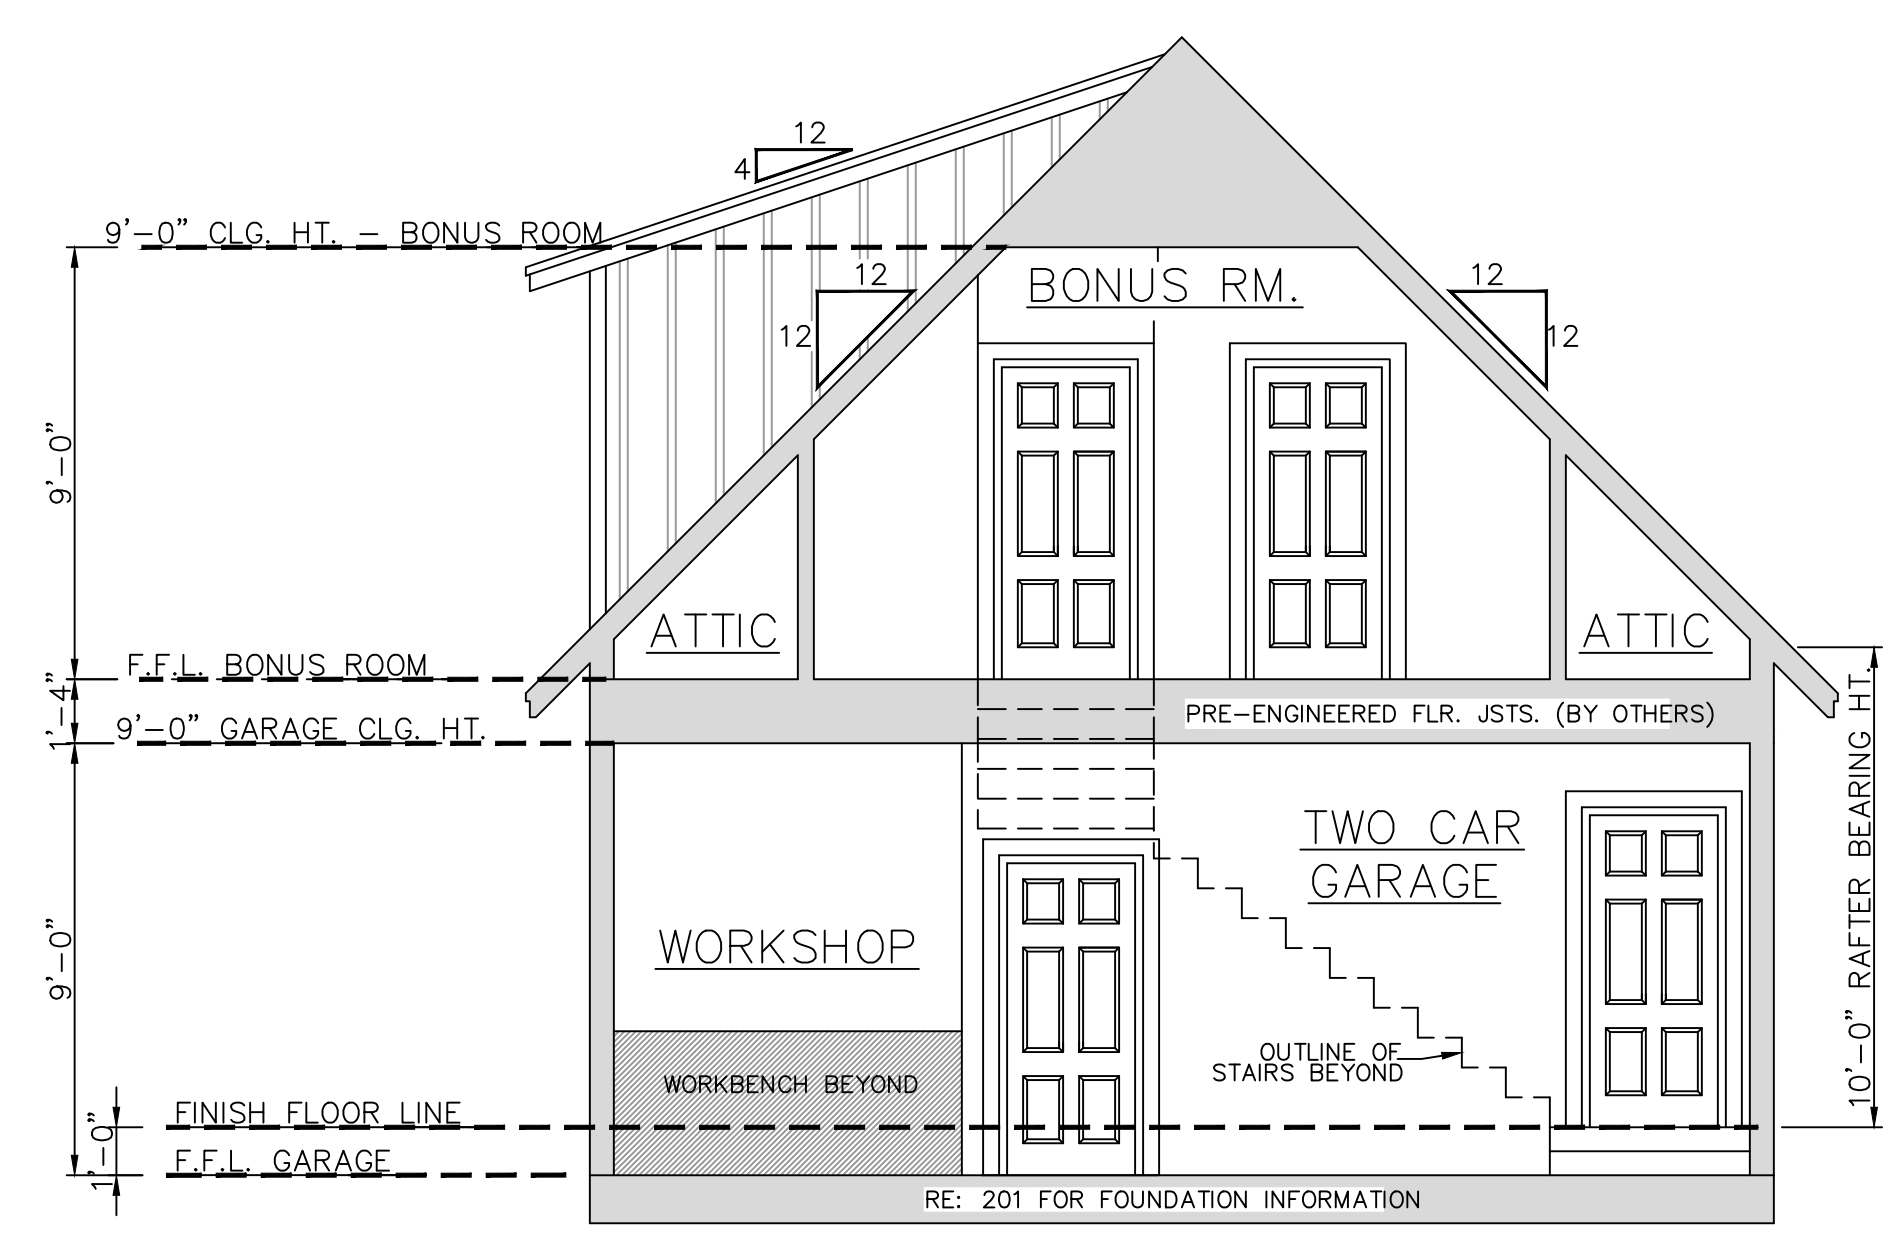 12
4
9'-0" CLG. HT. - BONUS ROOM
12
12
BONUS RM.
12
12
9'-0"
ATTIC
ATTIC
F.F.L. BONUS ROOM
1'-4"
PRE-ENGINEERED FLR. JSTS. (BY OTHERS)
9'-0" GARAGE CLG. HT.
TWO CAR
GARAGE
10'-0" RAFTER BEARING HT.
9'-0"
WORKSHOP
OUTLINE OF
STAIRS BEYOND
WORKBENCH BEYOND
FINISH FLOOR LINE
1'-0"
F.F.L. GARAGE
RE: 201 FOR FOUNDATION INFORMATION